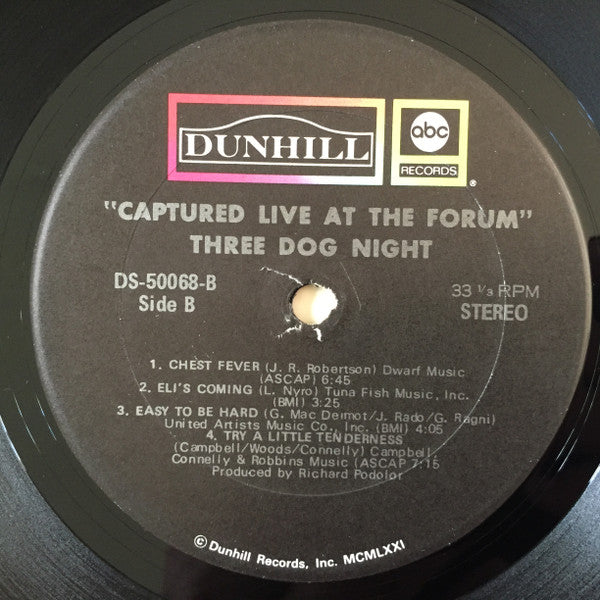 DUNHILL
abc
RECORDS
®
"CAPTURED LIVE AT THE FORUM"
THREE DOG NIGHT
DS-50068-B
Side B
33 ⅓ RPM
STEREO
1. CHEST FEVER (J. R. Robertson) Dwarf Music
(ASCAP) 6:45
2. ELI'S COMING (L. Nyro) Tuna Fish Music, Inc.
(BMI) 3:25
3. EASY TO BE HARD (G. Mac Deimot/J. Rado/G. Ragni)
United Artists Music Co., Inc. (BMI) 4:05
4. TRY A LITTLE TENDERNESS
(Campbell/Woods/Connelly) Campbell,
Connelly & Robbins Music (ASCAP 7:15
Produced by Richard Podolor
© Dunhill Records, Inc. MCMLXXI